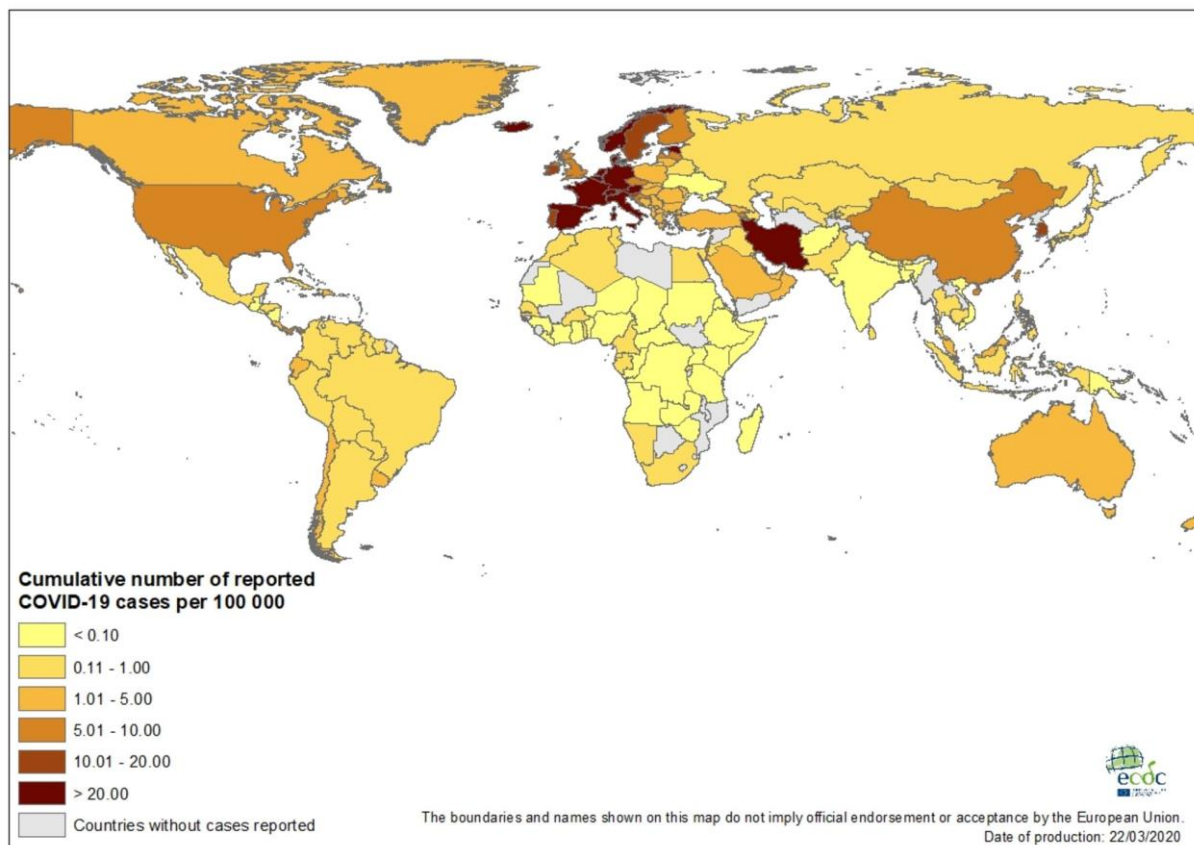 Cumulative number of reported
COVID-19 cases per 100 000
< 0.10
0.11 - 1.00
1.01 - 5.00
5.01 - 10.00
10.01 - 20.00
> 20.00
Countries without cases reported
ecdc
The boundaries and names shown on this map do not imply official endorsement or acceptance by the European Union.
Date of production: 22/03/2020